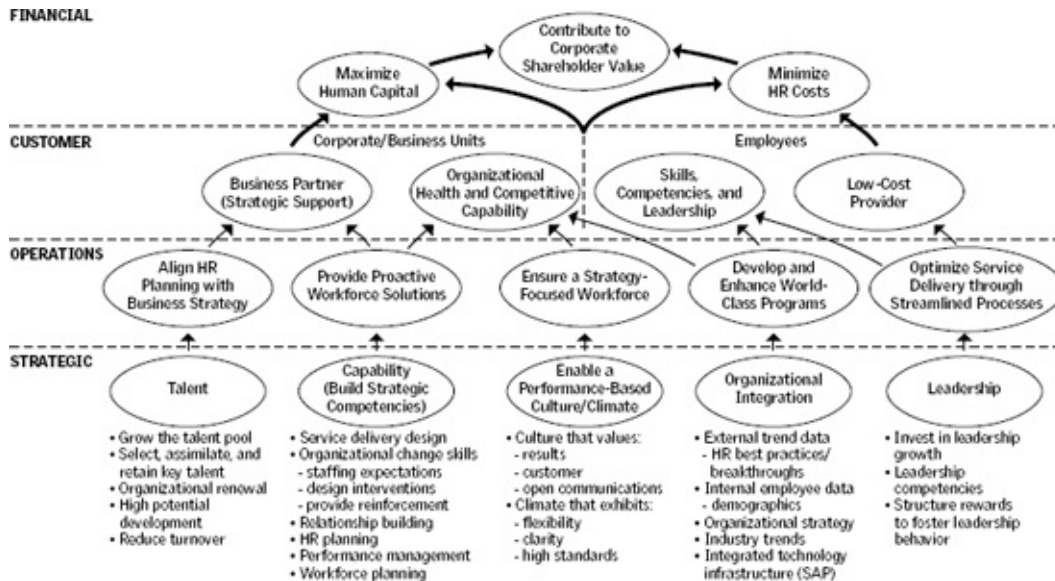 FINANCIAL
Contribute to
Corporate
Shareholder Value
Maximize
Human Capital
Minimize
HR Costs
CUSTOMER
Corporate/Business Units
Employees
Business Partner
(Strategic Support)
Organizational
Health and Competitive
Capability
Skills,
Competencies, and
Leadership
Low-Cost
Provider
OPERATIONS
Align HR
Planning with
Business Strategy
Provide Proactive
Workforce Solutions
Ensure a Strategy-
Focused Workforce
Develop and
Enhance World-
Class Programs
Optimize Service
Delivery through
Streamlined Processes
STRATEGIC
Talent
Capability
(Build Strategic
Competencies)
Enable a
Performance-Based
Culture/Climate
Organizational
Integration
Leadership
• Grow the talent pool
• Select, assimilate, and
retain key talent
• Organizational renewal
• High potential
development
• Reduce turnover
• Service delivery design
• Organizational change skills
- staffing expectations
- design interventions
- provide reinforcement
• Relationship building
• HR planning
• Performance management
• Workforce planning
• Culture that values:
- results
- customer
- open communications
• Climate that exhibits:
- flexibility
- clarity
- high standards
• External trend data
- HR best practices/
breakthroughs
• Internal employee data
- demographics
• Organizational strategy
• Industry trends
• Integrated technology
infrastructure (SAP)
• Invest in leadership
growth
• Leadership
competencies
• Structure rewards
to foster leadership
behavior